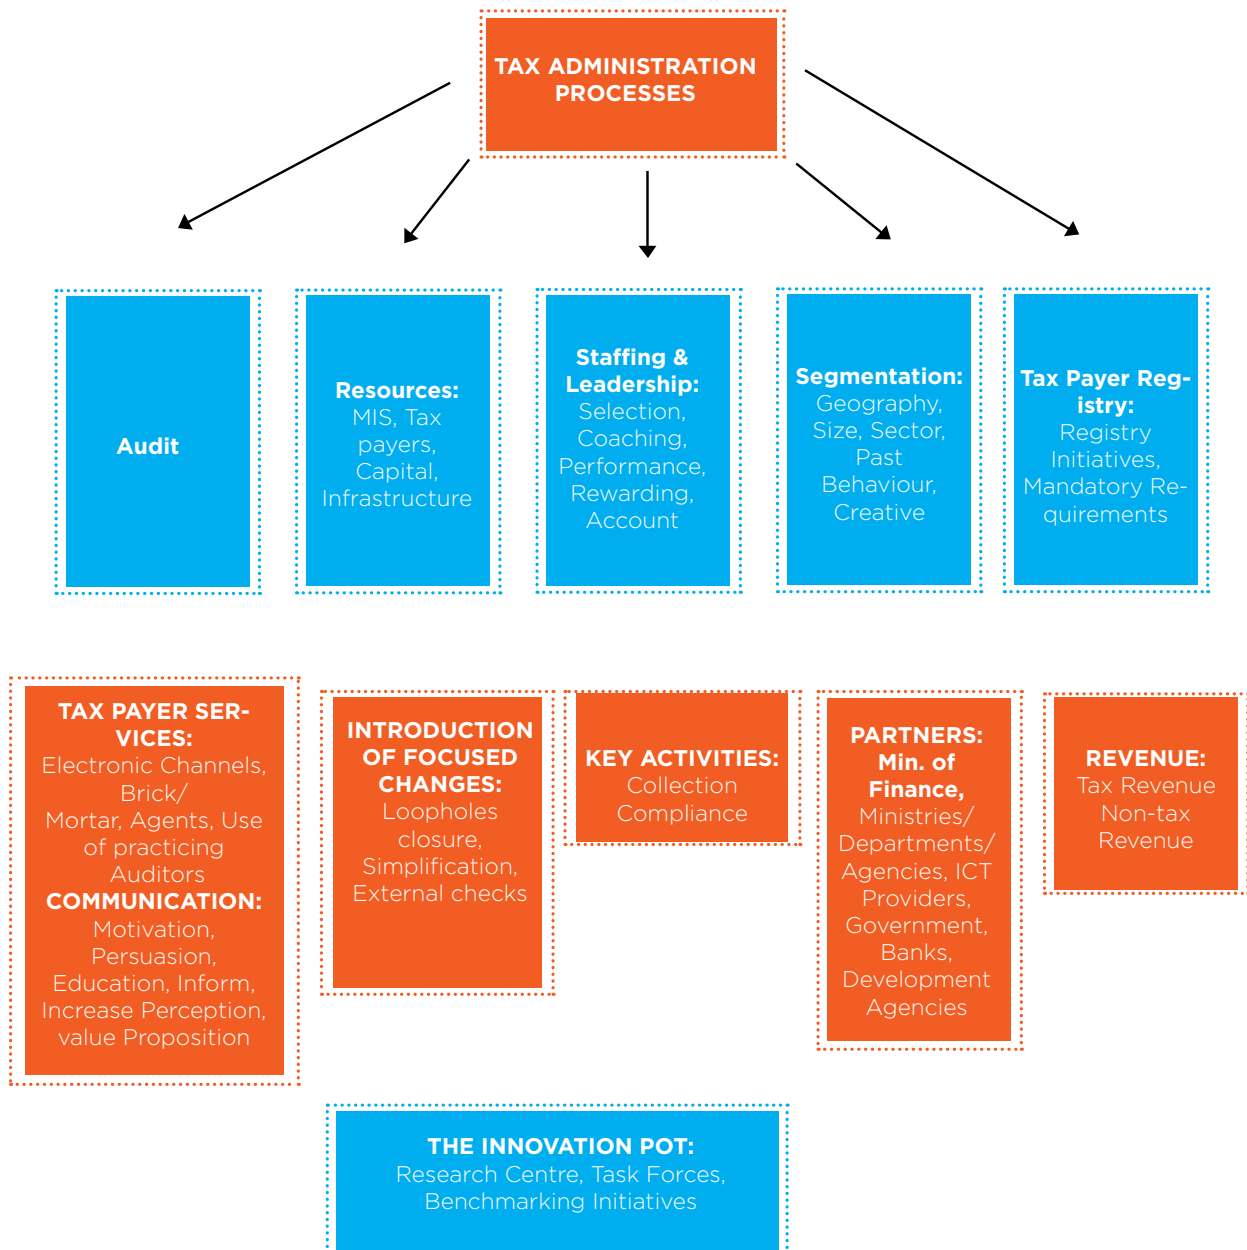 TAX ADMINISTRATION
PROCESSES
Audit
Resources:
MIS, Tax
payers,
Capital,
Infrastructure
Staffing &
Leadership:
Selection,
Coaching,
Performance,
Rewarding,
Account
Segmentation:
Geography,
Size, Sector,
Past
Behaviour,
Creative
Tax Payer Reg-
istry:
Registry
Initiatives,
Mandatory Re-
quirements
TAX PAYER SER-
VICES:
Electronic Channels,
Brick/
Mortar, Agents, Use
of practicing
Auditors
COMMUNICATION:
Motivation,
Persuasion,
Education, Inform,
Increase Perception,
value Proposition
INTRODUCTION
OF FOCUSED
CHANGES:
Loopholes
closure,
Simplification,
External checks
KEY ACTIVITIES:
Collection
Compliance
PARTNERS:
Min. of
Finance,
Ministries/
Departments/
Agencies, ICT
Providers,
Government,
Banks,
Development
Agencies
REVENUE:
Tax Revenue
Non-tax
Revenue
THE INNOVATION POT:
Research Centre, Task Forces,
Benchmarking Initiatives